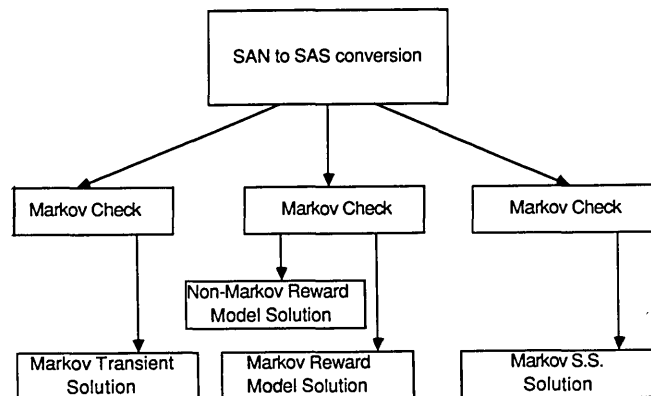 SAN to SAS conversion
Markov Check
Markov Check
Markov Check
Non-Markov Reward
Model Solution
Markov Transient
Solution
Markov Reward
Model Solution
Markov S.S.
Solution